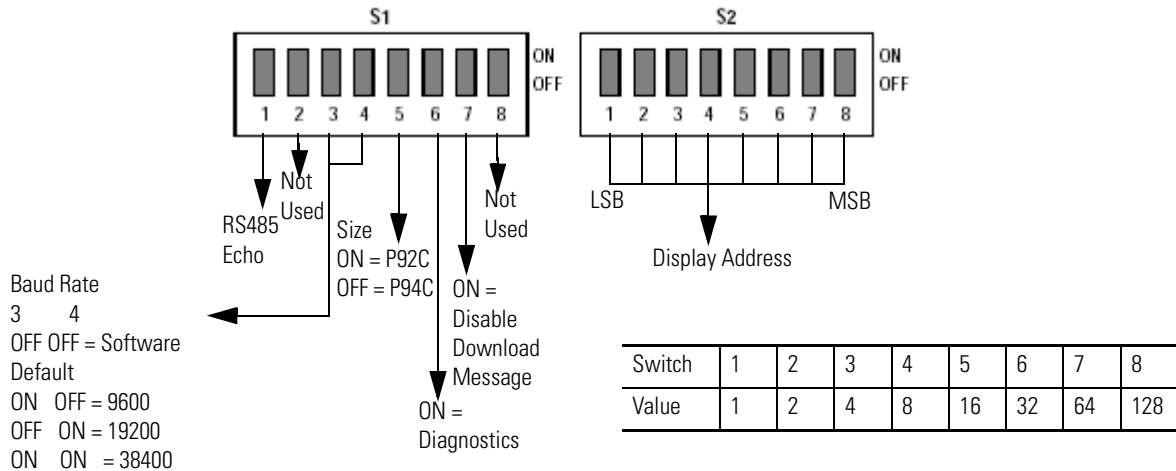 S1
ON
OFF
1 2 3 4 5 6 7 8
S2
ON
OFF
1 2 3 4 5 6 7 8
RS485
Echo
Not
Used
Size
ON = P92C
OFF = P94C
ON =
Disable
Download
Message
Not
Used
ON =
Diagnostics
Baud Rate
3 4
OFF OFF = Software
Default
ON OFF = 9600
OFF ON = 19200
ON ON = 38400
LSB
MSB
Display Address
Switch 1 2 3 4 5 6 7 8
Value 1 2 4 8 16 32 64 128